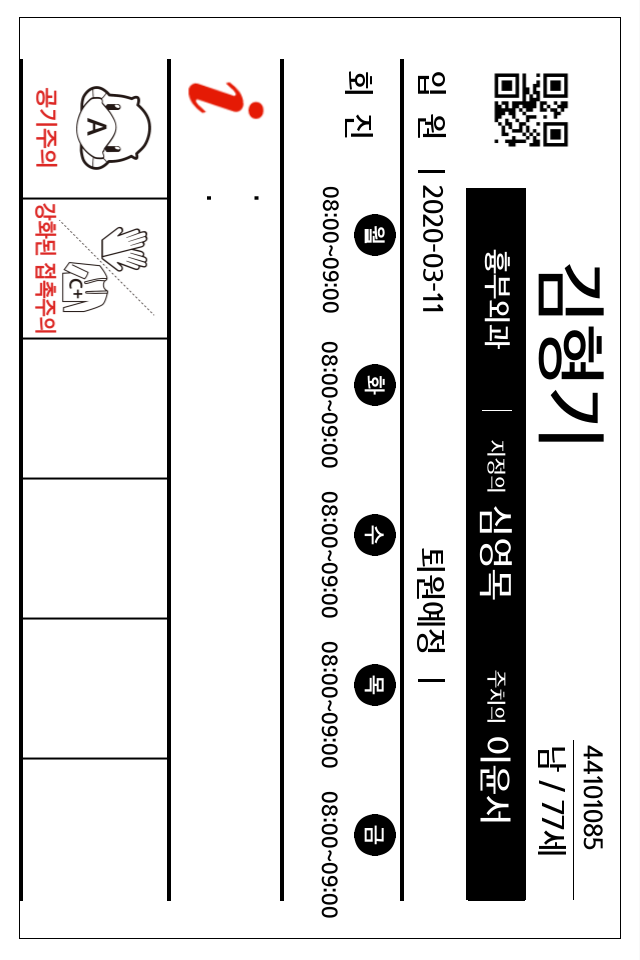 김형기
44101085
남 / 77세
흉부외과 | 지정의 심영목 주치의 이윤서
입 원 | 2020-03-11 퇴원예정 |
회 진
월 화 수 목 금
08:00~09:00 08:00~09:00 08:00~09:00 08:00~09:00 08:00~09:00
i
:
A
공기주의
C+
강화된 접촉주의